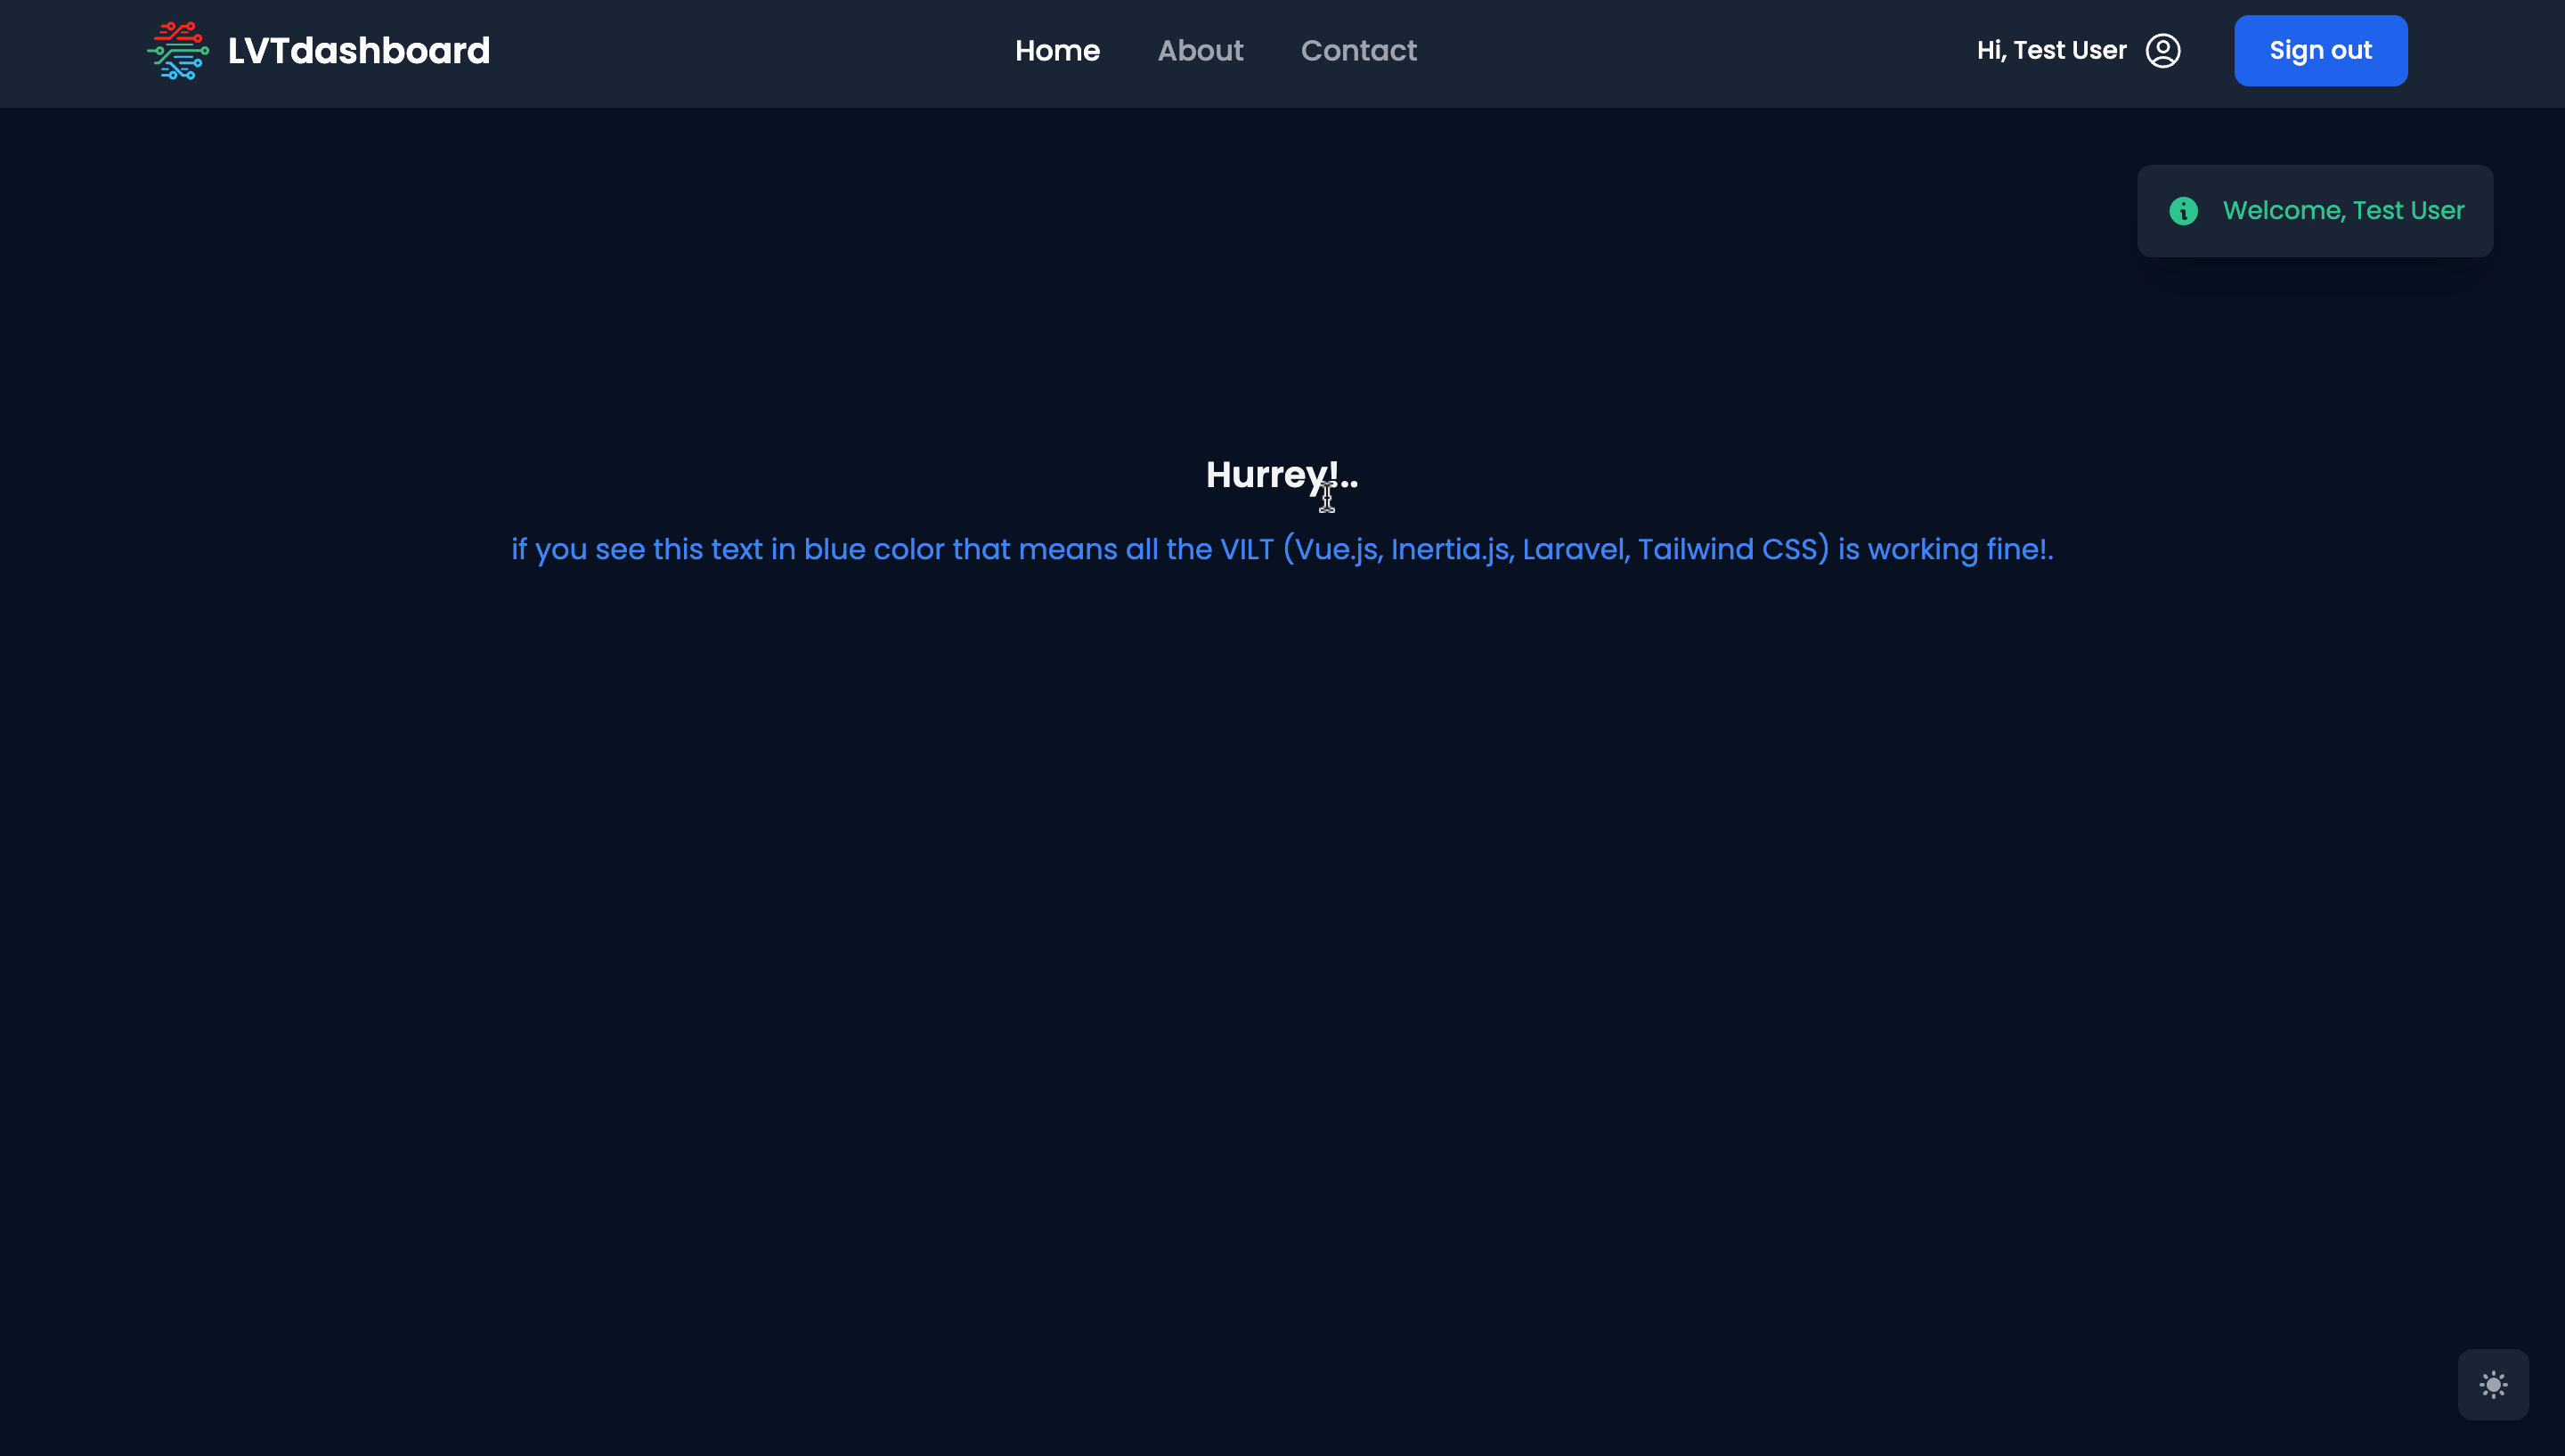 LVTdashboard
Home About Contact
Hi, Test User
Sign out
Welcome, Test User
Hurrey!..
if you see this text in blue color that means all the VILT (Vue.js, Inertia.js, Laravel, Tailwind CSS) is working fine!.